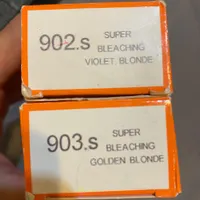 902.s
SUPER
BLEACHING
VIOLET BLONDE
903.s
SUPER
BLEACHING
GOLDEN BLONDE